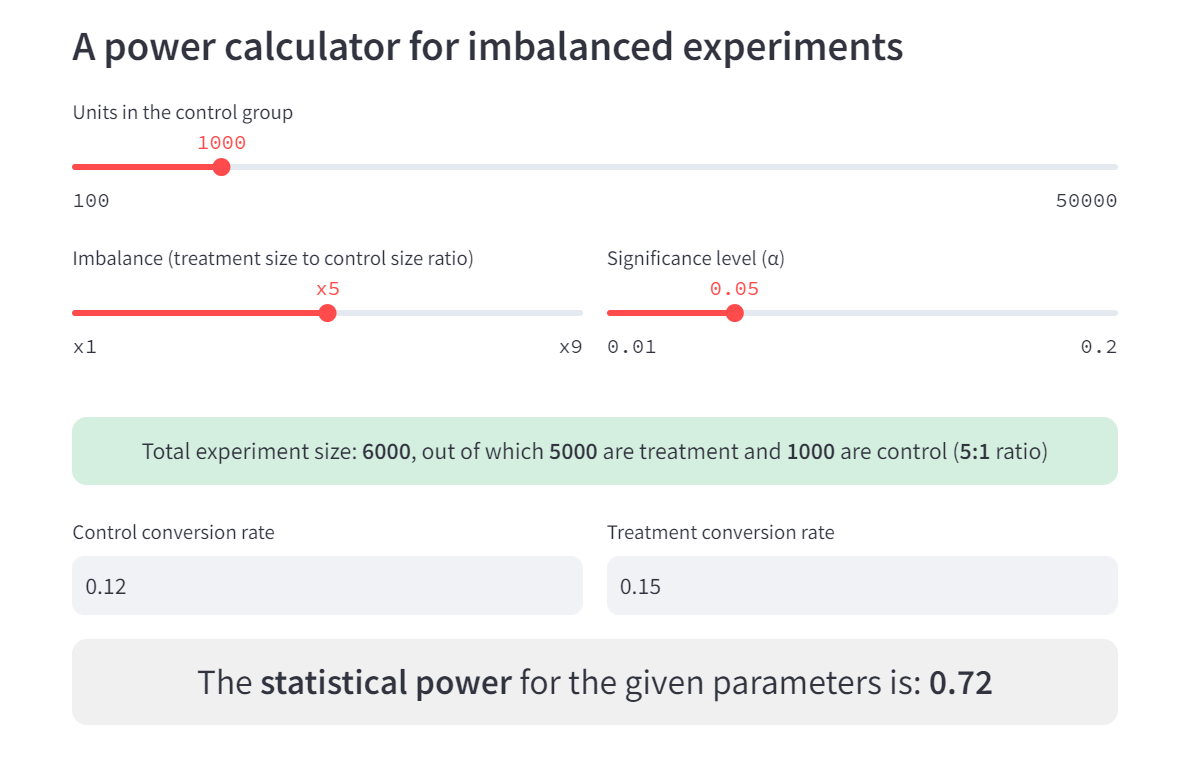 A power calculator for imbalanced experiments
Units in the control group
1000
100 50000
Imbalance (treatment size to control size ratio)
x5
x1 x9
Significance level (α)
0.05
0.01 0.2
Total experiment size: 6000, out of which 5000 are treatment and 1000 are control (5:1 ratio)
Control conversion rate
0.12
Treatment conversion rate
0.15
The statistical power for the given parameters is: 0.72